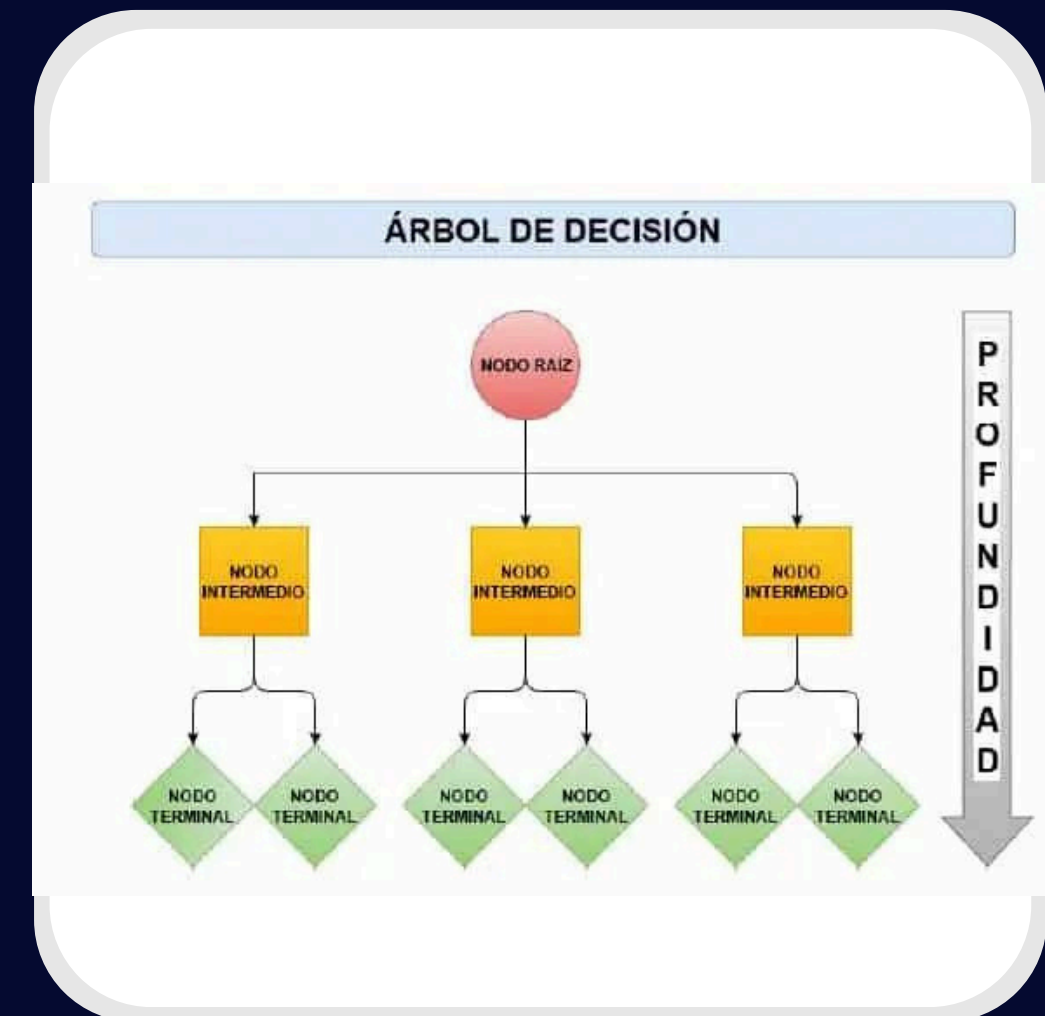 ÁRBOL DE DECISIÓN
NODO RAIZ
NODO
INTERMEDIO
NODO
INTERMEDIO
NODO
INTERMEDIO
NODO
TERMINAL
NODO
TERMINAL
NODO
TERMINAL
NODO
TERMINAL
NODO
TERMINAL
NODO
TERMINAL
PROFUNDIDAD